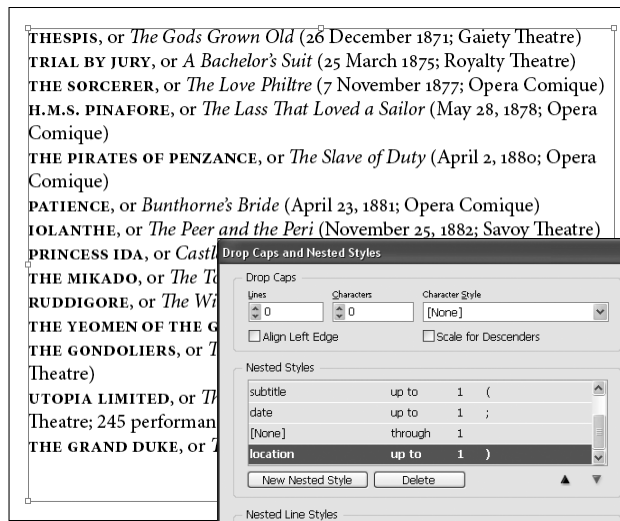 THESPIS, or The Gods Grown Old (26 December 1871; Gaiety Theatre)
TRIAL BY JURY, or A Bachelor's Suit (25 March 1875; Royalty Theatre)
THE SORCERER, or The Love Philtre (7 November 1877; Opera Comique)
H.M.S. PINAFORE, or The Lass That Loved a Sailor (May 28, 1878; Opera
Comique)
THE PIRATES OF PENZANCE, or The Slave of Duty (April 2, 1880; Opera
Comique)
PATIENCE, or Bunthorne's Bride (April 23, 1881; Opera Comique)
IOLANTHE, or The Peer and the Peri (November 25, 1882; Savoy Theatre)
PRINCESS IDA, or
THE MIKADO, or The
RUDDIGORE, or The
THE YEOMEN OF THE
THE GONDOLIERS, or
Theatre)
UTOPIA LIMITED, or
Theatre; 245
THE GRAND DUKE, or
Drop Caps and Nested Styles
Drop Caps
Lines Characters Character Style
0 0 [None]
Align Left Edge Scale for Descenders
Nested Styles
subtitle up to 1 (
date up to 1 ;
[None] through 1
location up to 1 )
New Nested Style Delete
Nested Line Styles